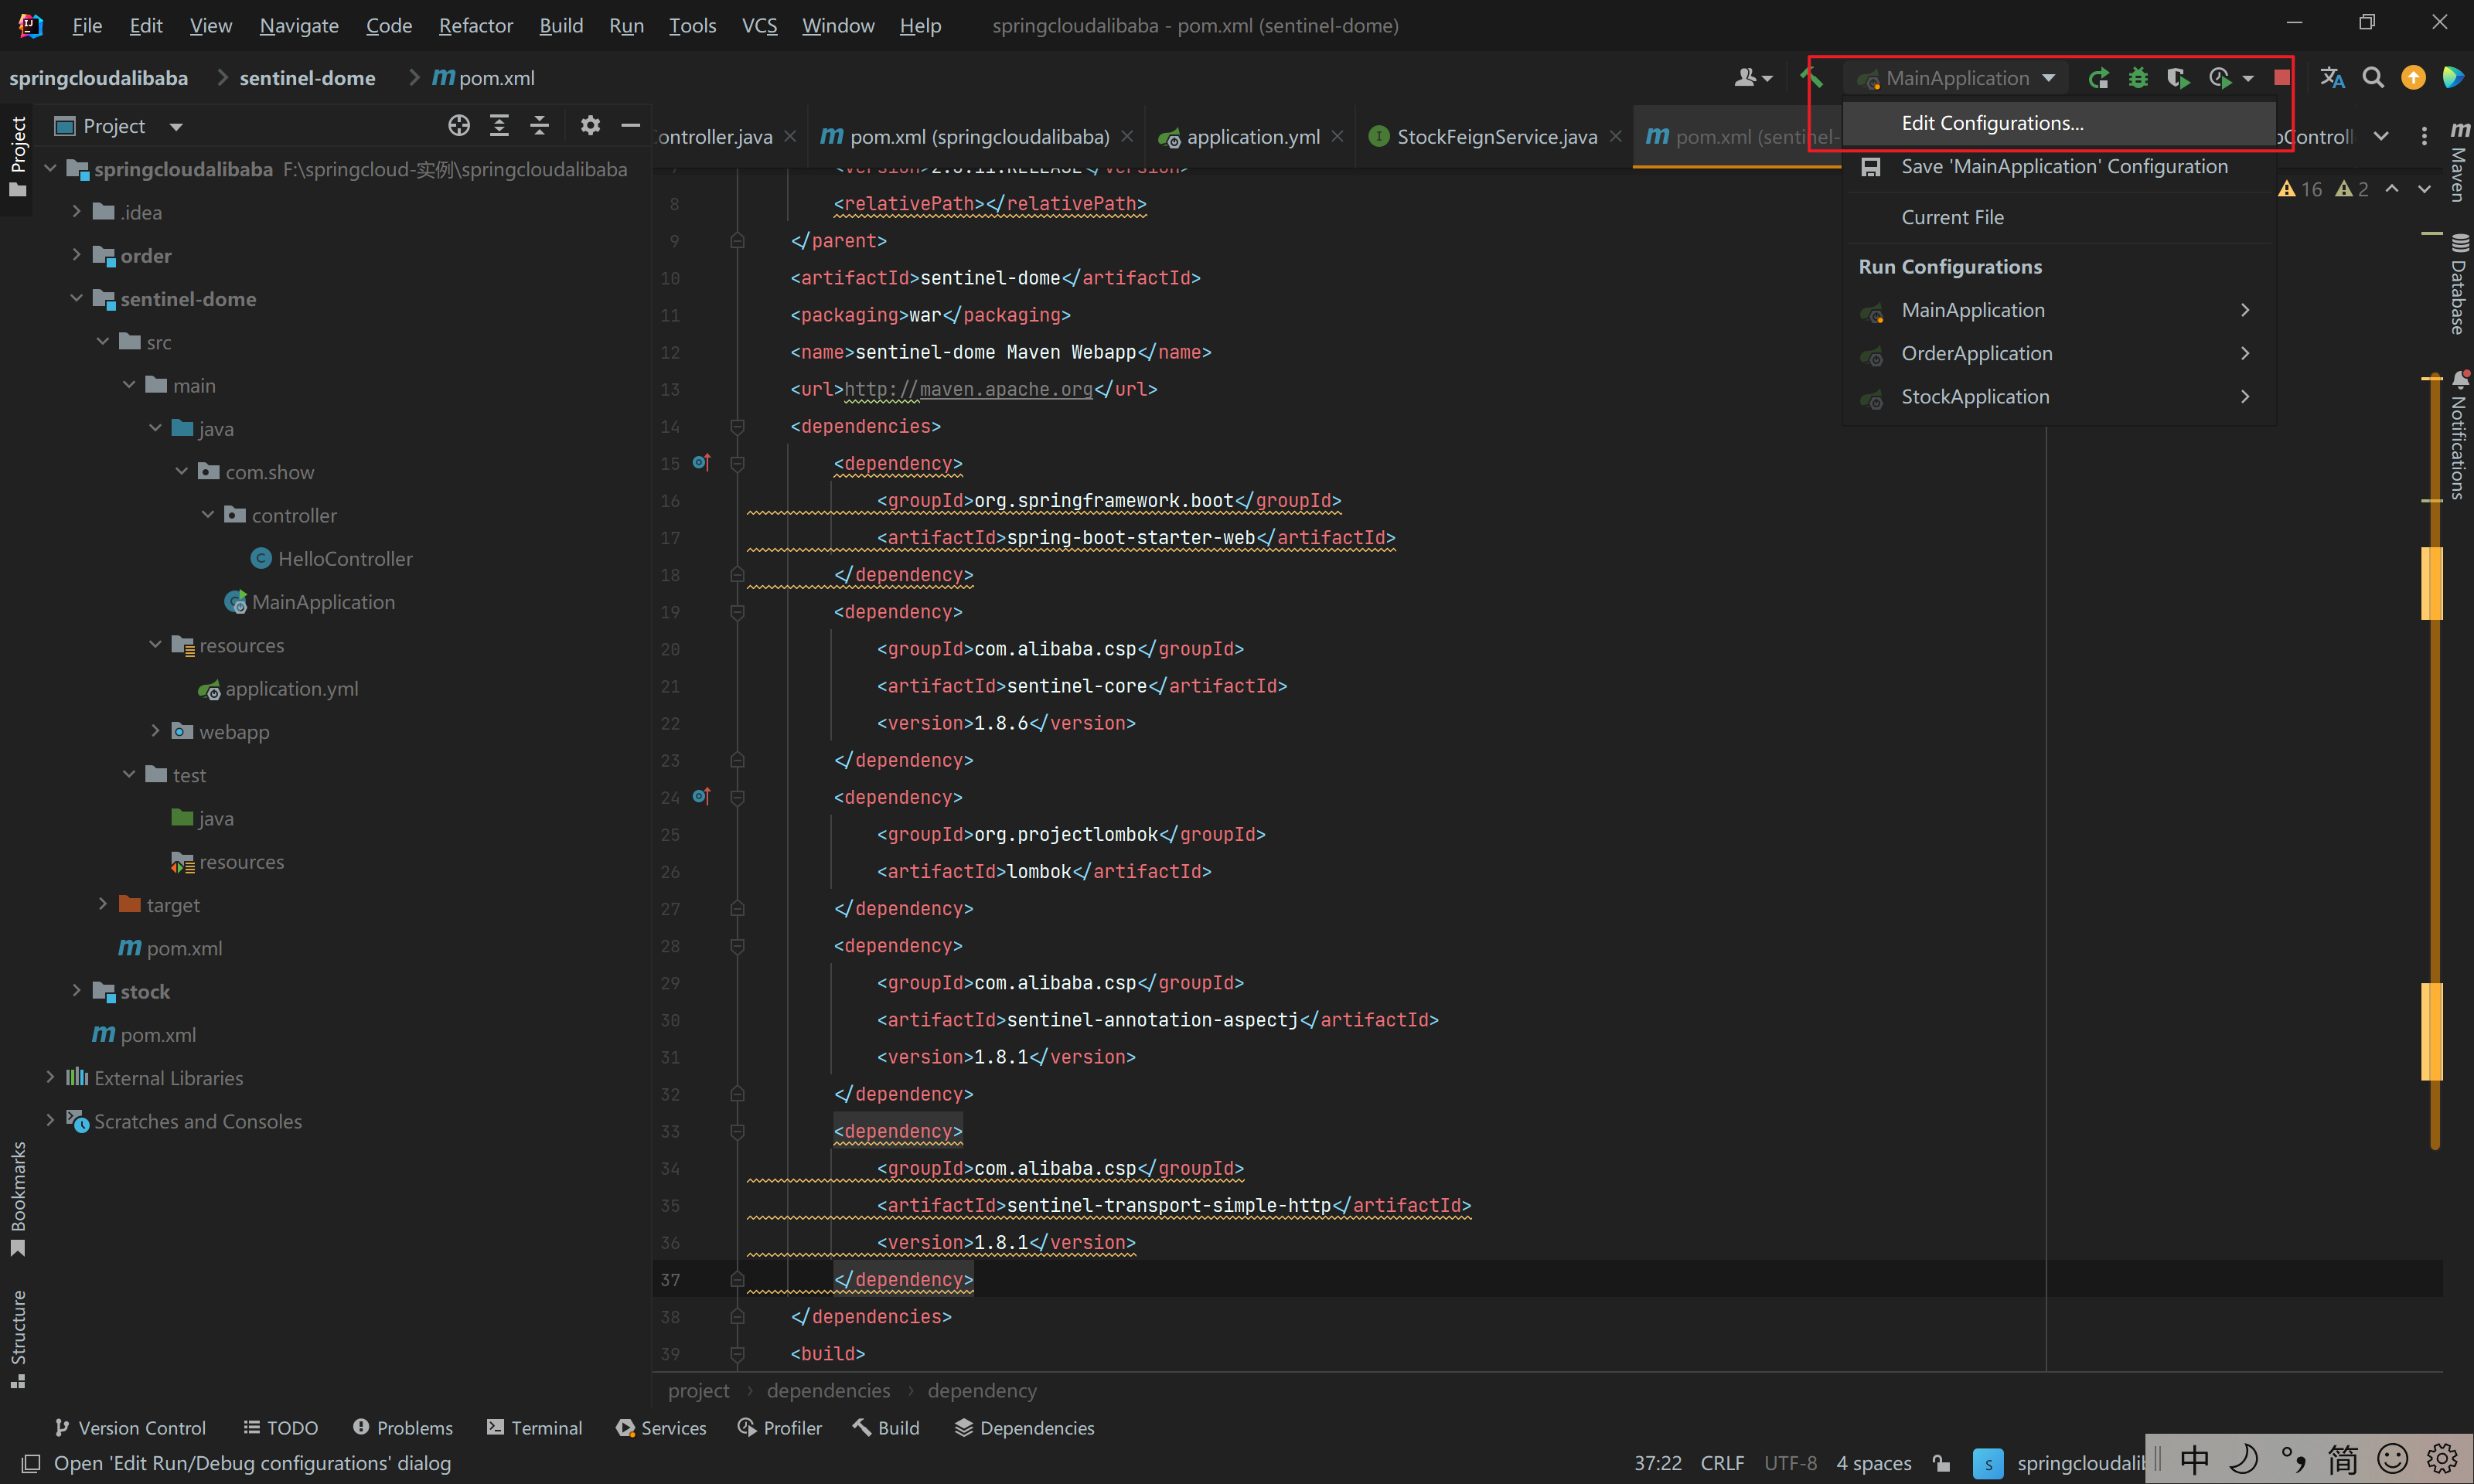 File Edit View Navigate Code Refactor Build Run Tools VCS Window Help springcloudalibaba - pom.xml (sentinel-dome)
springcloudalibaba sentinel-dome pom.xml MainApplication
Project
ontroller.java pom.xml (springcloudalibaba) application.yml StockFeignService.java pom.xml (sentinel-
Edit Configurations...
Save 'MainApplication' Configuration
Current File
Run Configurations
MainApplication
OrderApplication
StockApplication
16 2
Project
Bookmarks
Structure
Maven
Database
Notifications
springcloudalibaba F:\springcloud-实例\springcloudalibaba
.idea
order
sentinel-dome
src
main
java
com.show
controller
HelloController
MainApplication
resources
application.yml
webapp
test
java
resources
target
pom.xml
stock
pom.xml
External Libraries
Scratches and Consoles
8 <relativePath></relativePath>
9 </parent>
10 <artifactId>sentinel-dome</artifactId>
11 <packaging>war</packaging>
12 <name>sentinel-dome Maven Webapp</name>
13 <url>http://maven.apache.org</url>
14 <dependencies>
15 <dependency>
16 <groupId>org.springframework.boot</groupId>
17 <artifactId>spring-boot-starter-web</artifactId>
18 </dependency>
19 <dependency>
20 <groupId>com.alibaba.csp</groupId>
21 <artifactId>sentinel-core</artifactId>
22 <version>1.8.6</version>
23 </dependency>
24 <dependency>
25 <groupId>org.projectlombok</groupId>
26 <artifactId>lombok</artifactId>
27 </dependency>
28 <dependency>
29 <groupId>com.alibaba.csp</groupId>
30 <artifactId>sentinel-annotation-aspectj</artifactId>
31 <version>1.8.1</version>
32 </dependency>
33 <dependency>
34 <groupId>com.alibaba.csp</groupId>
35 <artifactId>sentinel-transport-simple-http</artifactId>
36 <version>1.8.1</version>
37 </dependency>
38 </dependencies>
39 <build>
project dependencies dependency
Version Control TODO Problems Terminal Services Profiler Build Dependencies
Open 'Edit Run/Debug configurations' dialog 37:22 CRLF UTF-8 4 spaces s springcloudalib
中 简